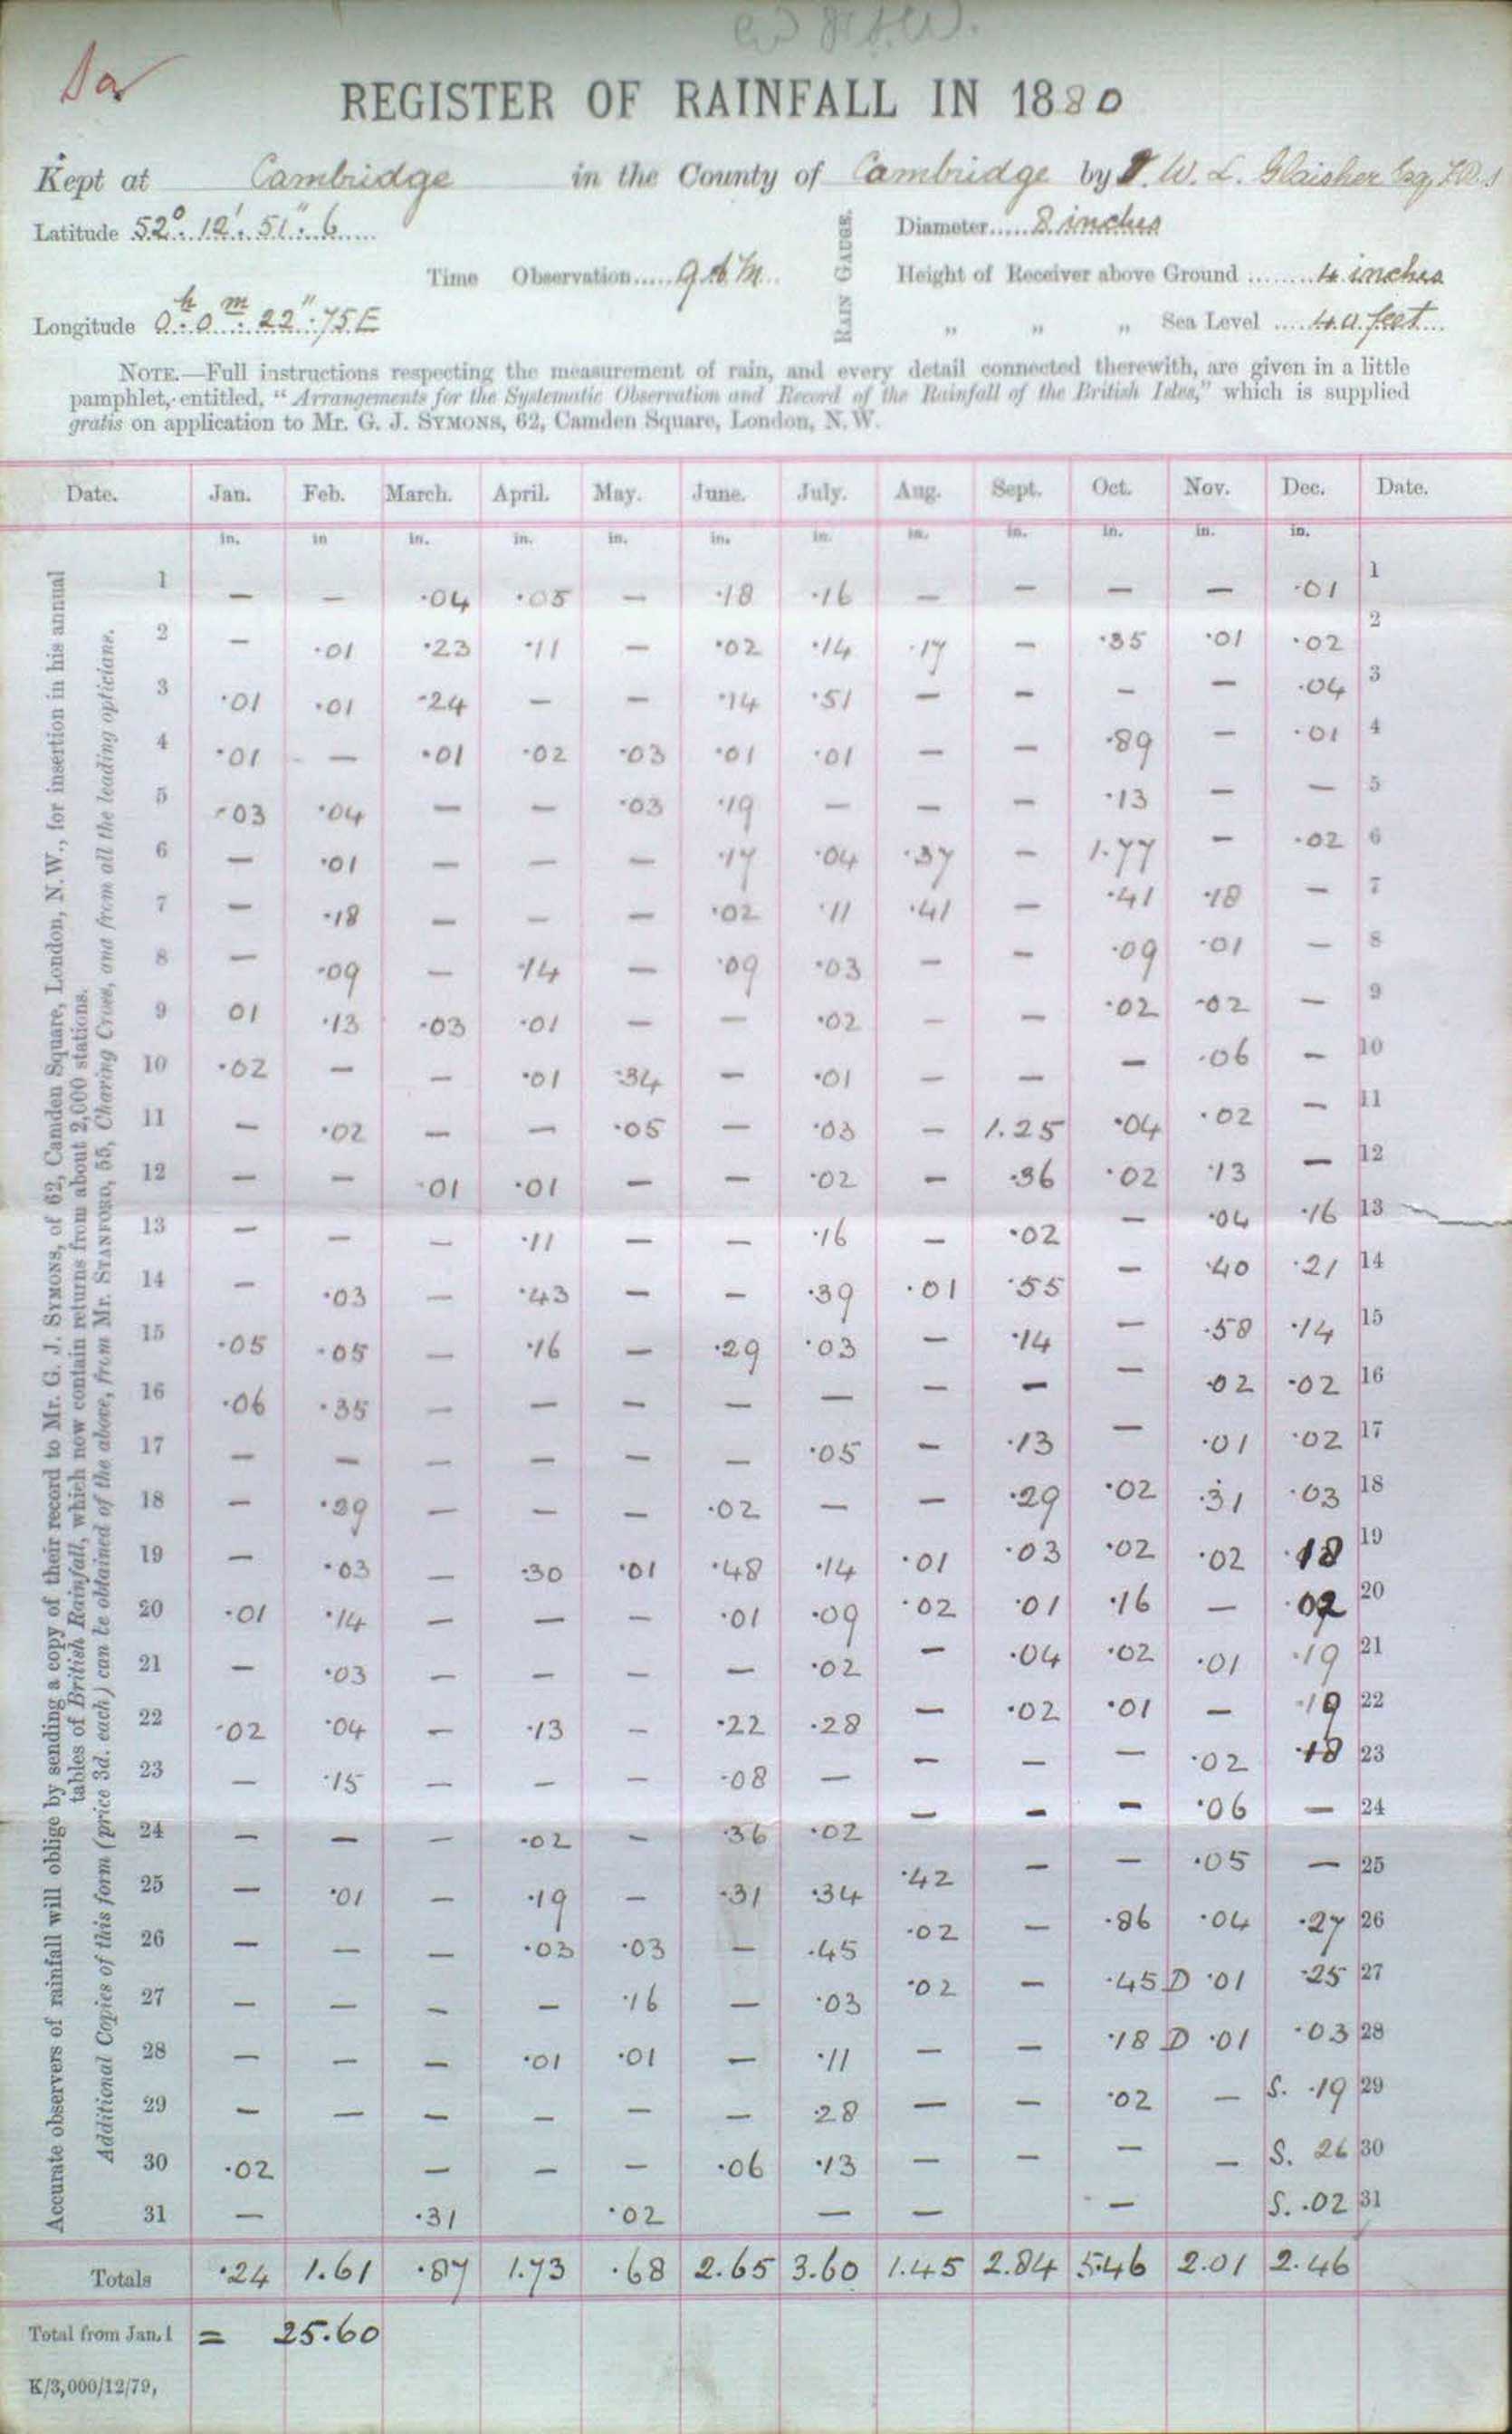 REGISTER OF RAINFALL IN 1880
Kept at Cambridge in the County of Cambridge by J. W. L. Glaisher Esq, F.R.S
Latitude 52°. 12'. 51". 6
Diameter..... 8 inches
Time Observation..... 9 A.M.
RAIN GAUGE.
Height of Receiver above Ground ........ 4 inches
Longitude 0h. 0m. 22". 75 E
" " " Sea Level .... 40 feet
NOTE.—Full instructions respecting the measurement of rain, and every detail connected therewith, are given in a little
pamphlet, entitled, "Arrangements for the Systematic Observation and Record of the Rainfall of the British Isles," which is supplied
gratis on application to Mr. G. J. SYMONS, 62, Camden Square, London, N.W.
Date. Jan. Feb. March. April. May. June. July. Aug. Sept. Oct. Nov. Dec. Date.
in. in in. in. in. in. in. in. in. in. in. in.
1 — — ·04 ·05 — ·18 ·16 — — — — ·01 1
2 — ·01 ·23 ·11 — ·02 ·14 ·17 — ·35 ·01 ·02 2
3 ·01 ·01 ·24 — — ·14 ·51 — — — — ·04 3
4 ·01 — ·01 ·02 ·03 ·01 ·01 — — ·89 — ·01 4
5 ·03 ·04 — — ·03 ·19 — — — ·13 — — 5
6 — ·01 — — — ·17 ·04 ·37 — 1.77 — ·02 6
7 — ·18 — — — ·02 ·11 ·41 — ·41 ·18 — 7
8 — ·09 — ·14 — ·09 ·03 — — ·09 ·01 — 8
9 01 ·13 ·03 ·01 — — ·02 — — ·02 ·02 — 9
10 ·02 — — ·01 ·34 — ·01 — — — ·06 — 10
11 — ·02 — — ·05 — ·03 — 1.25 ·04 ·02 — 11
12 — — ·01 ·01 — — ·02 — ·36 ·02 ·13 — 12
13 — — — ·11 — — ·16 — ·02 — ·04 ·16 13
14 — ·03 — ·43 — — ·39 ·01 ·55 — ·40 ·21 14
15 ·05 ·05 — ·16 — ·29 ·03 — ·14 — ·58 ·14 15
16 ·06 ·35 — — — — — — — — ·02 ·02 16
17 — — — — — — ·05 — ·13 — ·01 ·02 17
18 — ·29 — — — ·02 — — ·29 ·02 ·31 ·03 18
19 — ·03 — ·30 ·01 ·48 ·14 ·01 ·03 ·02 ·02 ·18 19
20 ·01 ·14 — — — ·01 ·09 ·02 ·01 ·16 — ·02 20
21 — ·03 — — — — ·02 — ·04 ·02 ·01 ·19 21
22 ·02 ·04 — ·13 — ·22 ·28 — ·02 ·01 — 22
23 — ·15 — — — ·08 — — — — ·02 ·18 23
24 — — — ·02 — ·36 ·02 — — — ·06 — 24
25 — ·01 — ·19 — ·31 ·34 ·42 — — ·05 — 25
26 — — — ·03 ·03 — ·45 ·02 — ·86 ·04 ·27 26
27 — — — — ·16 — ·03 ·02 — ·45 D ·01 ·25 27
28 — — — ·01 ·01 — ·11 — — ·18 D ·01 ·03 28
29 — — — — — — ·28 — — ·02 — S. ·19 29
30 ·02 — — — ·06 ·13 — — — — S. 26 30
31 — ·31 ·02 — — — S. .02 31
Totals ·24 1.61 ·87 1.73 ·68 2.65 3.60 1.45 2.84 5.46 2.01 2.46
Total from Jan. 1 = 25.60
K/3,000/12/79,
Accurate observers of rainfall will oblige by sending a copy of their record to Mr. G. J. SYMONS, of 62, Camden Square, London, N.W., for insertion in his annual
tables of British Rainfall, which now contain returns from about 2,000 stations.
Additional Copies of this form (price 3d. each) can be obtained of the above, from Mr. STANFORD, 55, Charing Cross, and from all the leading opticians.